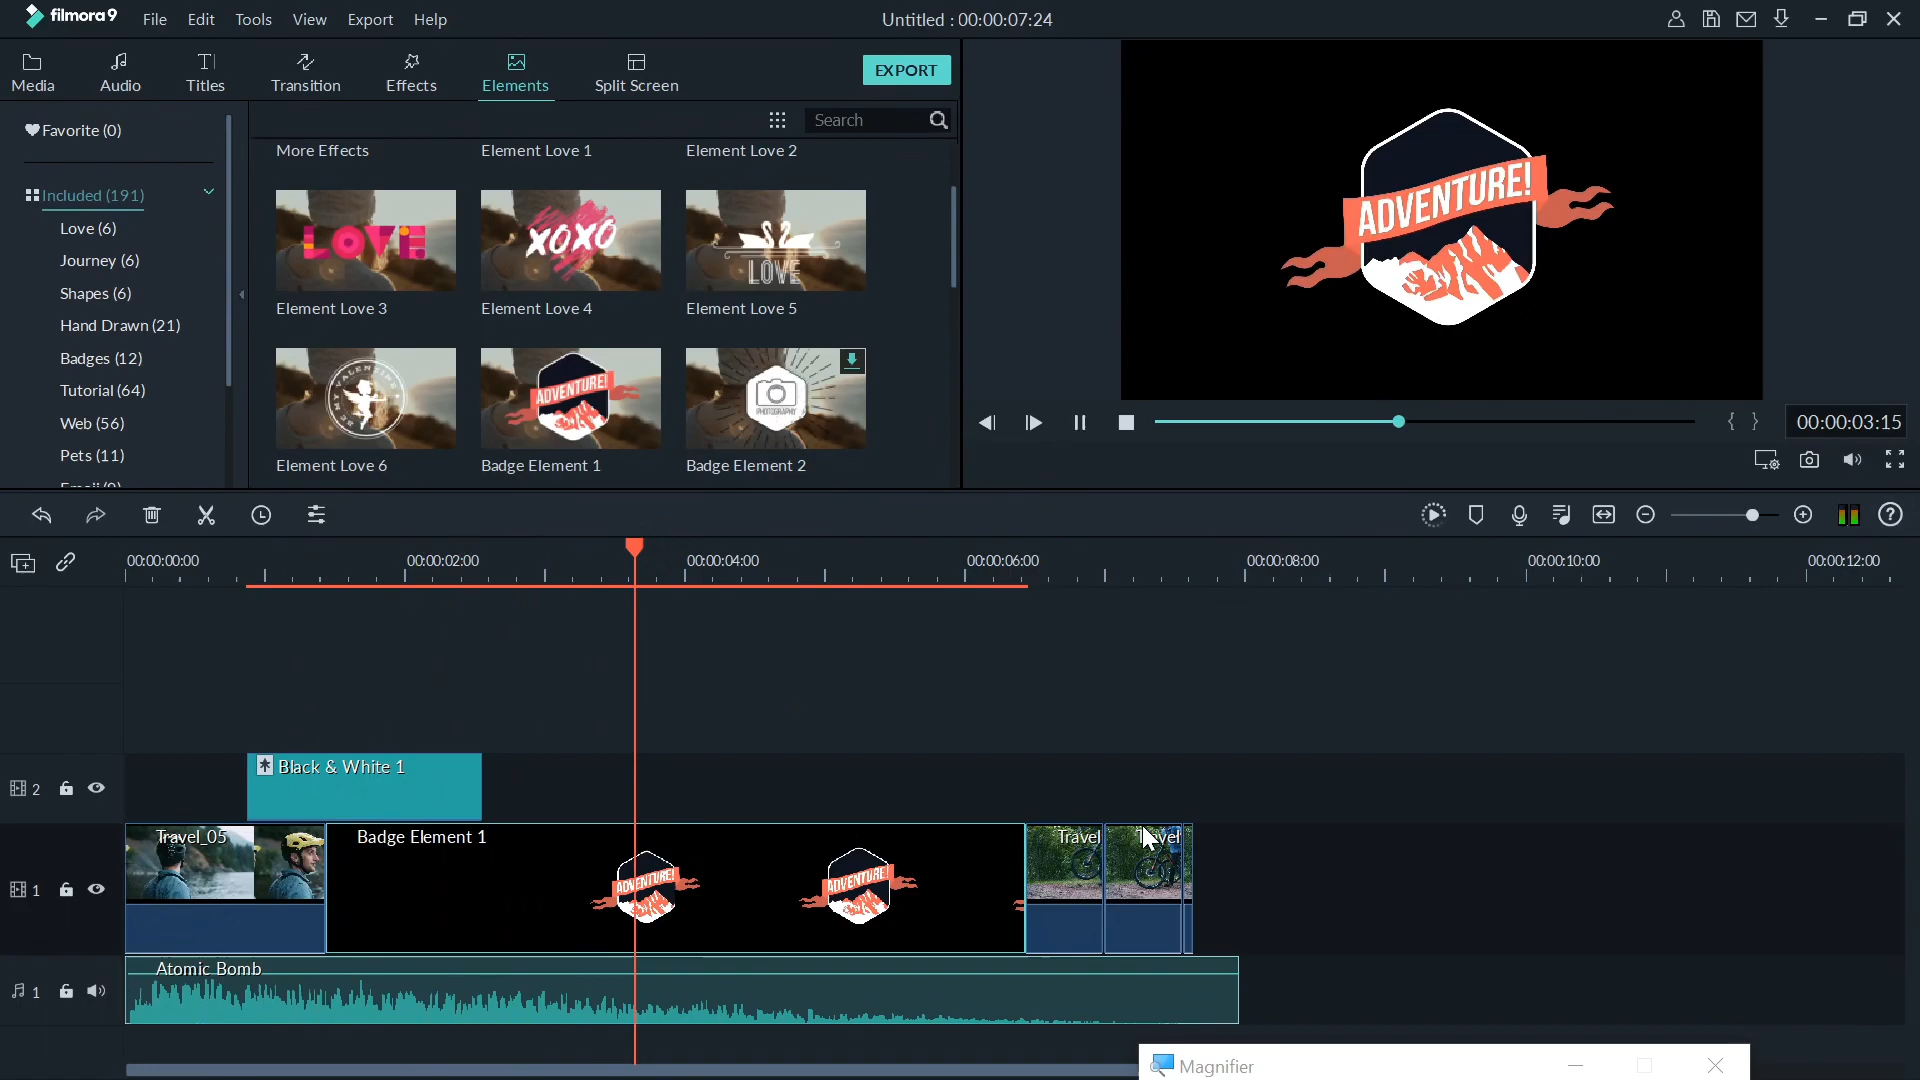 filmora9
File
Edit
Tools
View
Export
Help
Untitled : 00:00:07:24
Media
Audio
Titles
Transition
Effects
Elements
Split Screen
EXPORT
Favorite (0)
Search
Included (191)
Love (6)
Journey (6)
Shapes (6)
Hand Drawn (21)
Badges (12)
Tutorial (64)
Web (56)
Pets (11)
More Effects
Element Love 1
Element Love 2
LOVE
XOXO
LOVE
Element Love 3
Element Love 4
Element Love 5
VALENTINE
ADVENTURE!
PHOTOGRAPHY
Element Love 6
Badge Element 1
Badge Element 2
ADVENTURE!
{ }
00:00:03:15
00:00:00:00
00:00:02:00
00:00:04:00
00:00:06:00
00:00:08:00
00:00:10:00
00:00:12:00
2
Black & White 1
1
Travel_05
Badge Element 1
ADVENTURE!
ADVENTURE!
Travel
1
Atomic Bomb
Magnifier